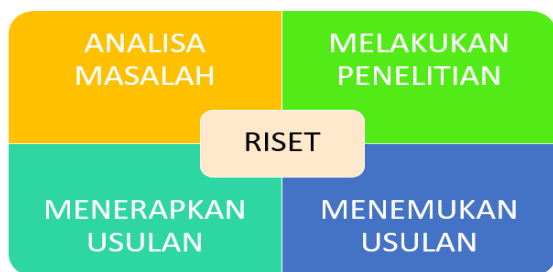 ANALISA
MASALAH
MELAKUKAN
PENELITIAN
RISET
MENERAPKAN
USULAN
MENEMUKAN
USULAN